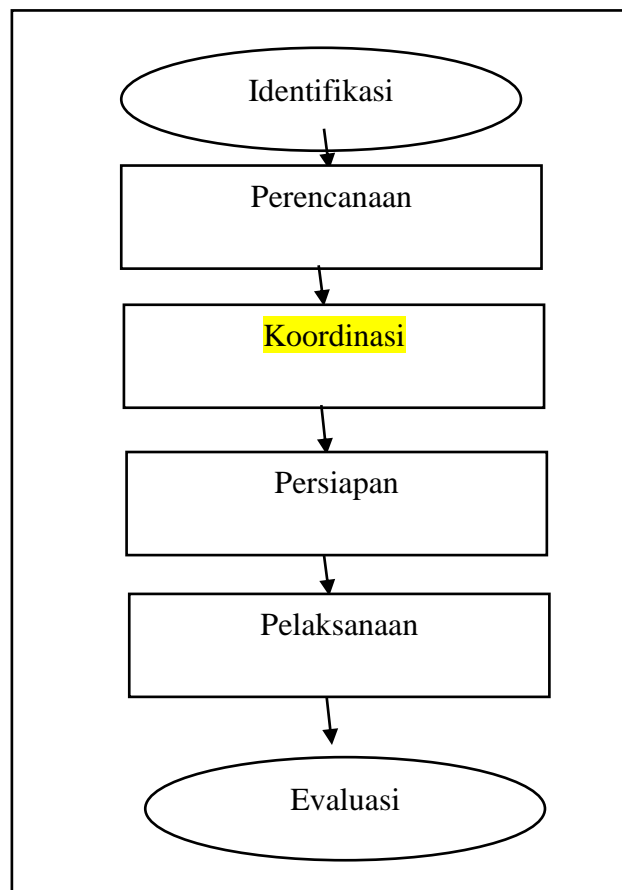 Identifikasi
Perencanaan
Koordinasi
Persiapan
Pelaksanaan
Evaluasi